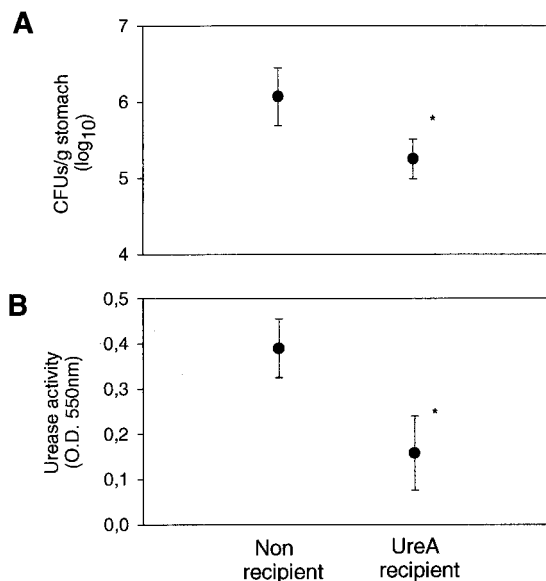 A
7
6
5
4
CFUs/g stomach
(log10)
*
B
0,5
0,4
0,3
0,2
0,1
0,0
Urease activity
(O.D. 550nm)
*
Non
recipient
UreA
recipient